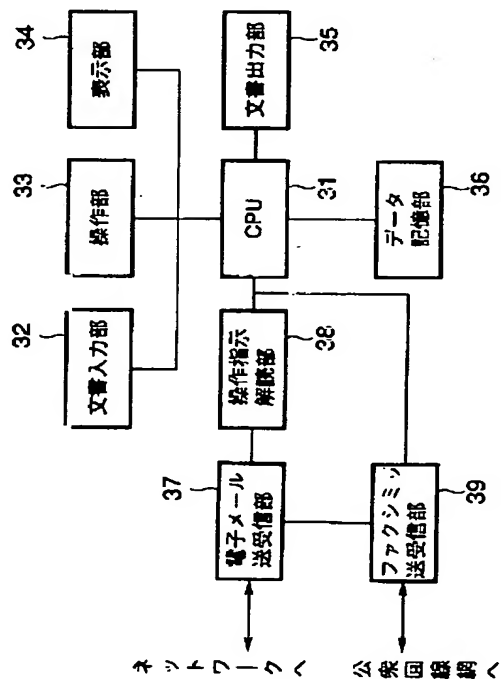 32
文書入力部
33
操作部
34
表示部
37
電子メール
送受信部
38
操作指示
解読部
31
CPU
35
文書出力部
39
ファクシミッ
送受信部
36
データ
記憶部
ネットワークへ
公衆回線網へ